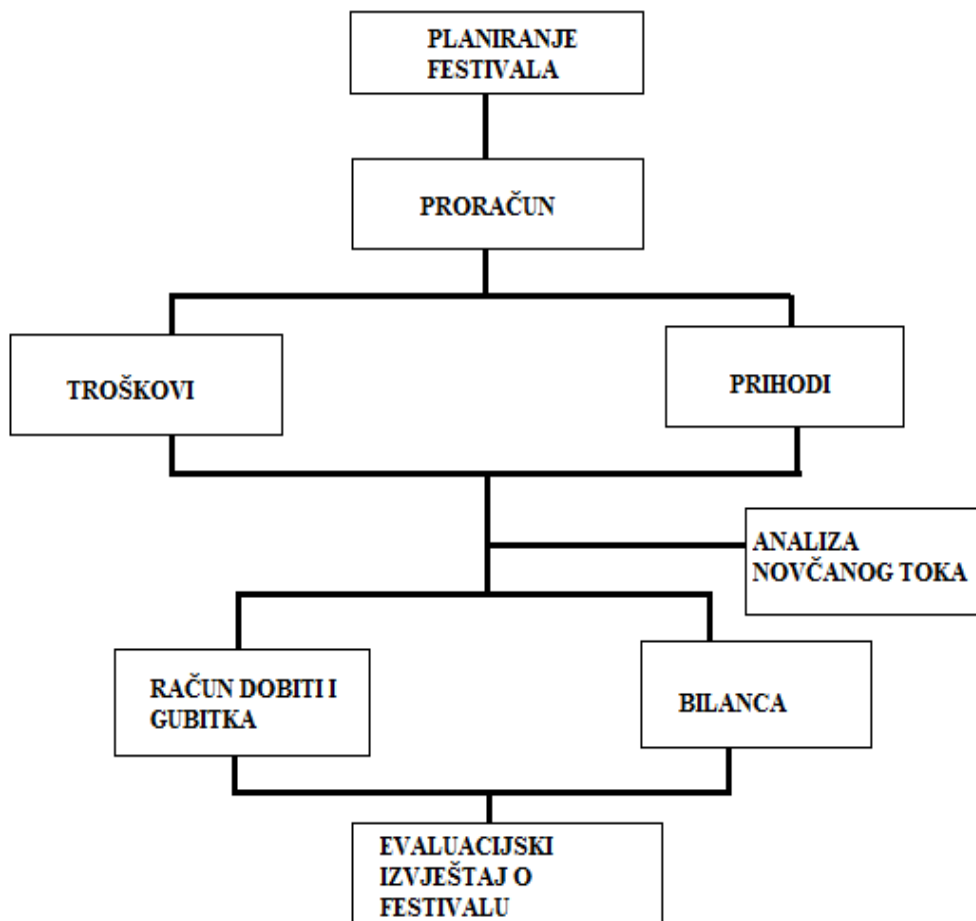 PLANIRANJE
FESTIVALA
PRORAČUN
TROŠKOVI
PRIHODI
ANALIZA
NOVČANOG TOKA
RAČUN DOBITI I
GUBITKA
BILANCA
EVALUACIJSKI
IZVJEŠTAJ O
FESTIVALU